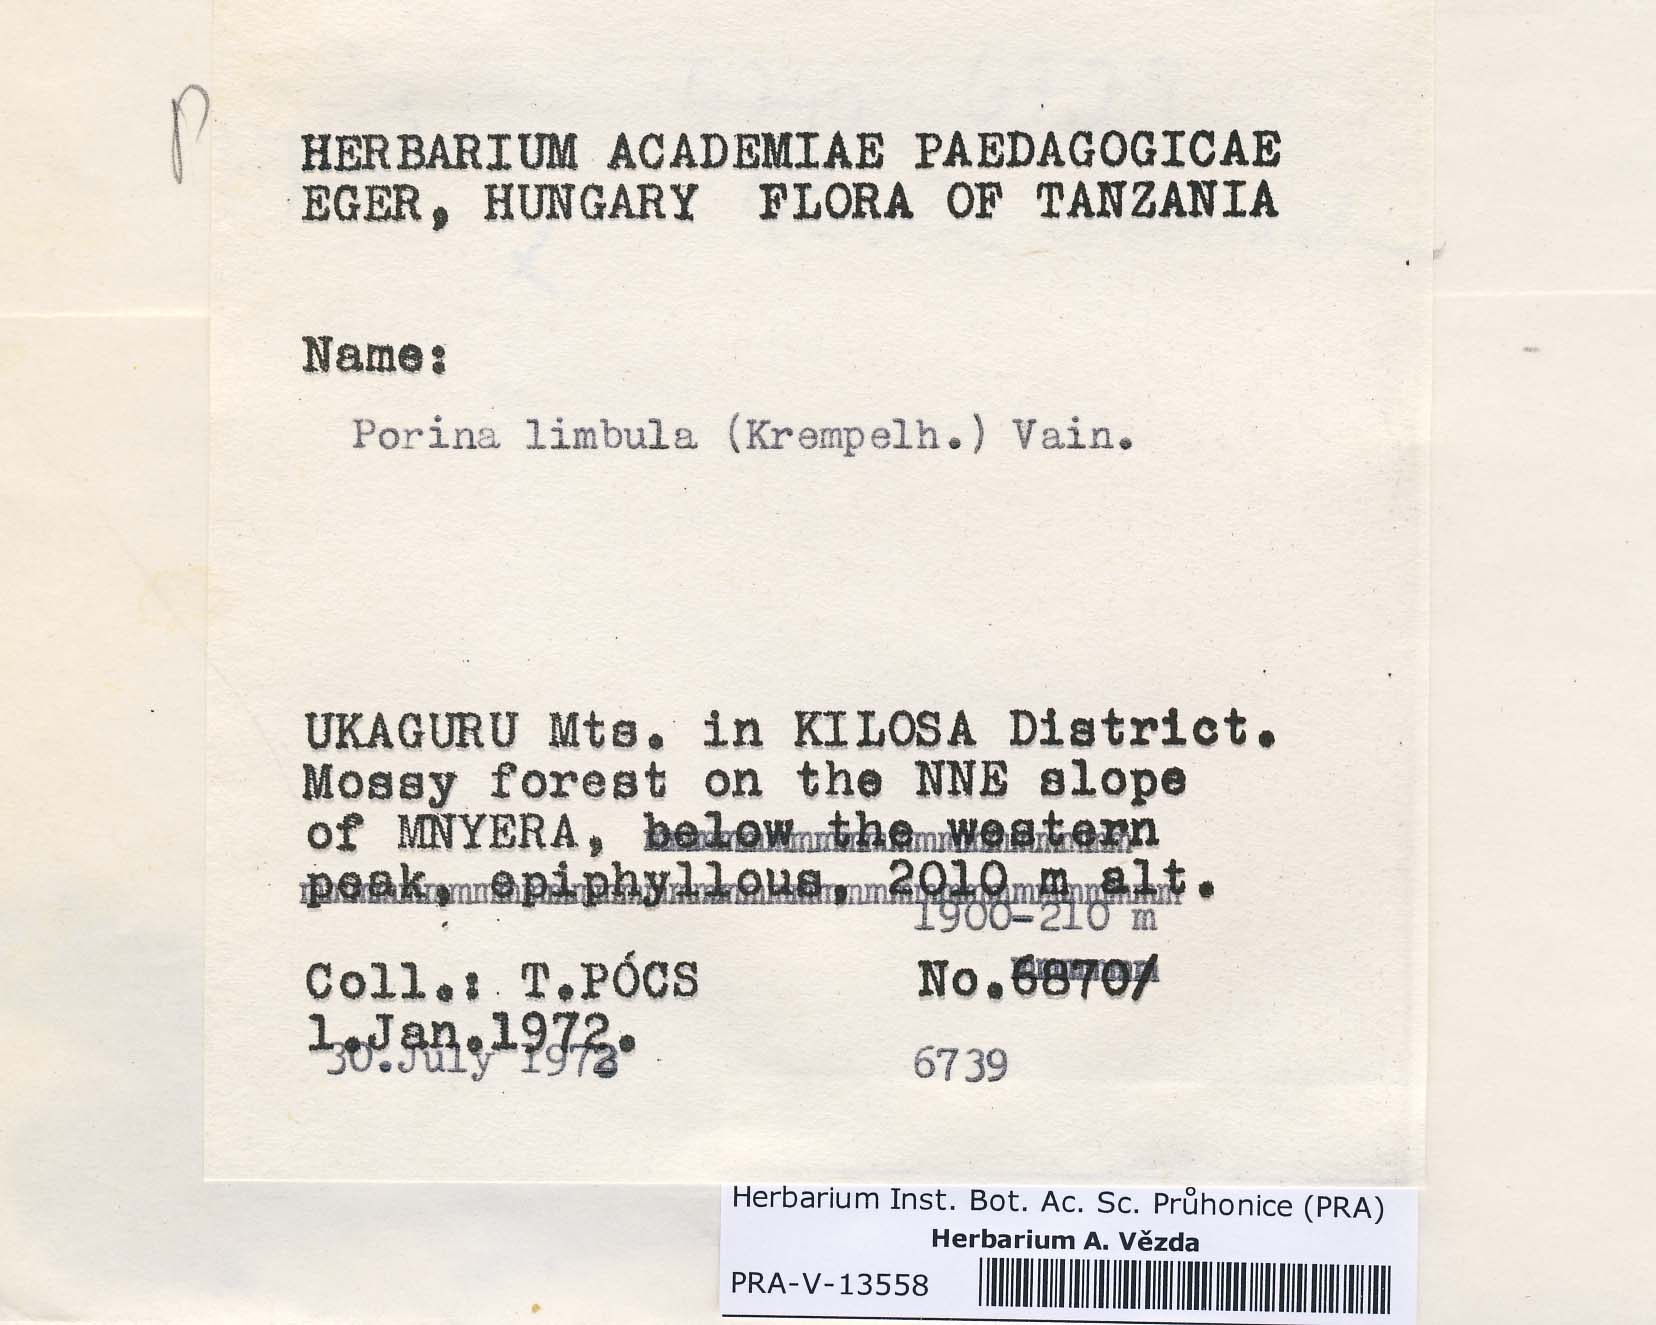 P
HERBARIUM ACADEMIAE PAEDAGOGICAE
EGER, HUNGARY FLORA OF TANZANIA
Name:
Porina limbula (Krempelh.) Vain.
UKAGURU Mts. in KILOSA District.
Mossy forest on the NNE slope
of MNYERA, below the western
peak, epiphyllous, 2010 m alt.
1900-210 m
Coll.: T.PÓCS No.6870/
1.Jan.1972.
30.July 1972 6739
Herbarium Inst. Bot. Ac. Sc. Průhonice (PRA)
Herbarium A. Vězda
PRA-V-13558